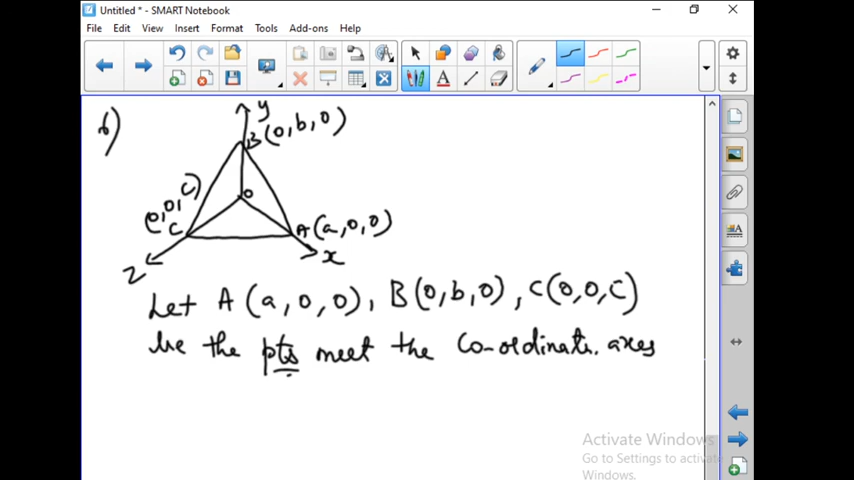 Untitled * - SMART Notebook
File Edit View Insert Format Tools Add-ons Help
6)
y
B(0,b,0)
O
(0,0,C)
C
A(a,0,0)
x
Z
Let A (a, 0, 0), B(0, b, 0), C(0, 0, C)
be the pts meet the co-ordinate. axes
Activate Windows
Go to Settings to activate
Windows.